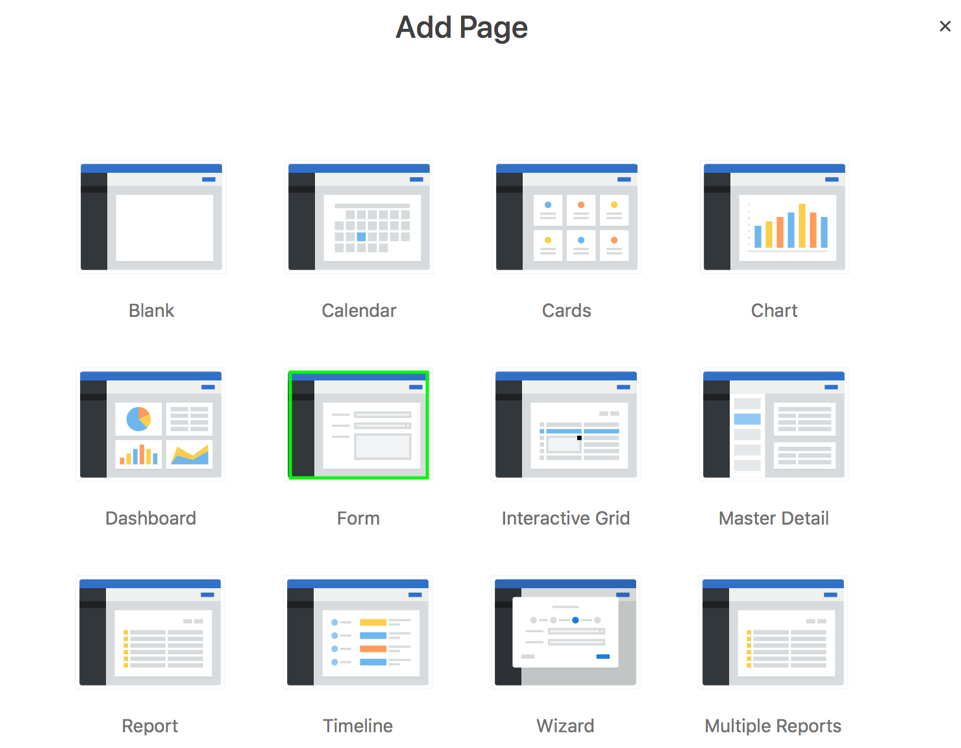 Add Page
Blank
Calendar
Cards
Chart
Dashboard
Form
Interactive Grid
Master Detail
Report
Timeline
Wizard
Multiple Reports